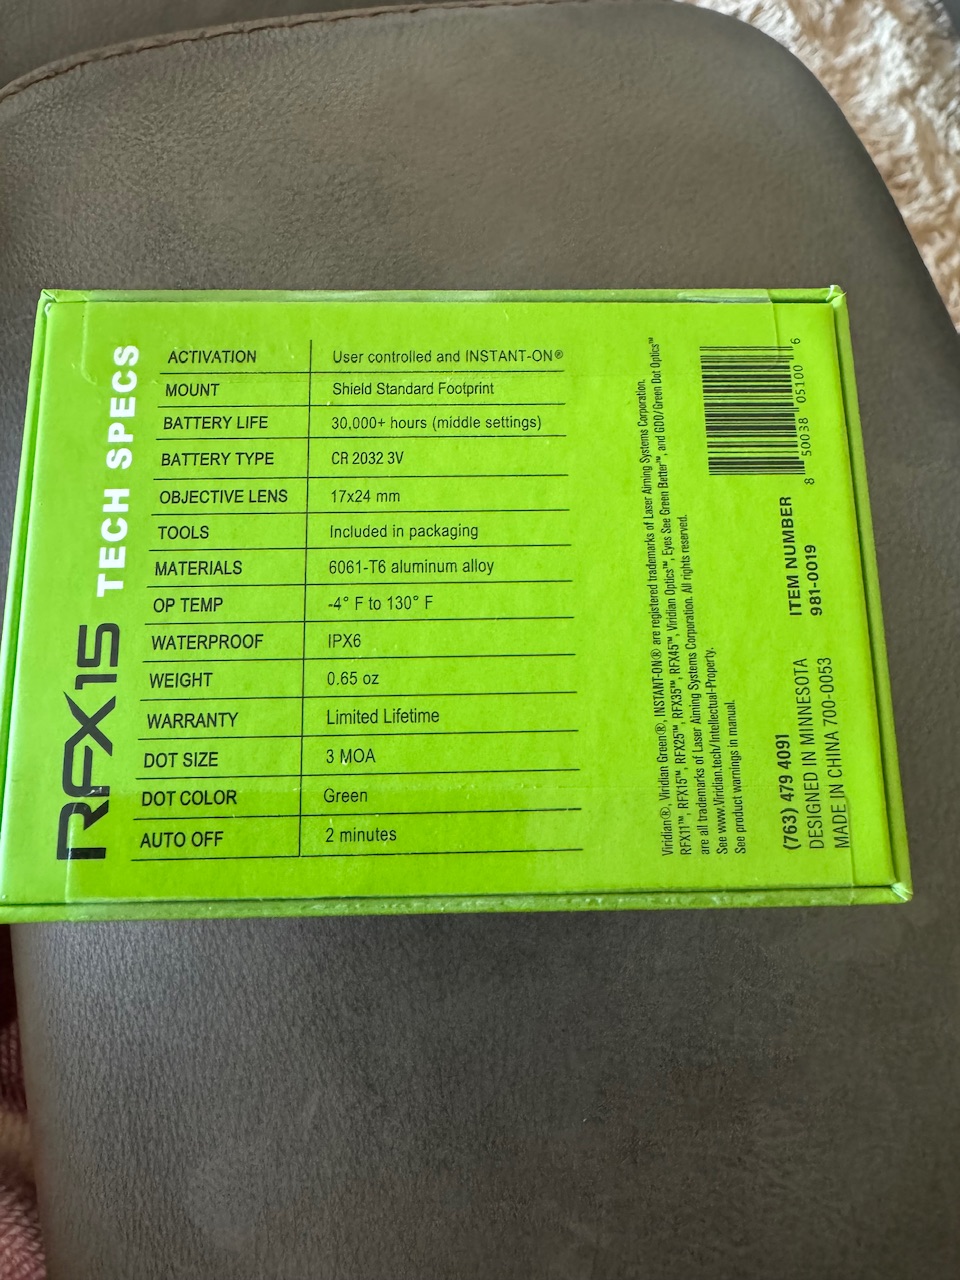 RFX15 TECH SPECS
ACTIVATION User controlled and INSTANT-ON®
MOUNT Shield Standard Footprint
BATTERY LIFE 30,000+ hours (middle settings)
BATTERY TYPE CR 2032 3V
OBJECTIVE LENS 17x24 mm
TOOLS Included in packaging
MATERIALS 6061-T6 aluminum alloy
OP TEMP -4° F to 130° F
WATERPROOF IPX6
WEIGHT 0.65 oz
WARRANTY Limited Lifetime
DOT SIZE 3 MOA
DOT COLOR Green
AUTO OFF 2 minutes
Viridian®, Viridian Green®, INSTANT-ON® are registered trademarks of Laser Aiming Systems Corporation.
RFX11™, RFX15™, RFX25™, RFX35™, RFX45™, Viridian Optics™, Eyes See Green Better™, and GDO/Green Dot Optics™
are all trademarks of Laser Aiming Systems Corporation. All rights reserved.
See www.Viridian.tech/Intellectual-Property.
See product warnings in manual.
(763) 479 4091
DESIGNED IN MINNESOTA
MADE IN CHINA 700-0053
ITEM NUMBER
981-0019
8 50038 05100 6